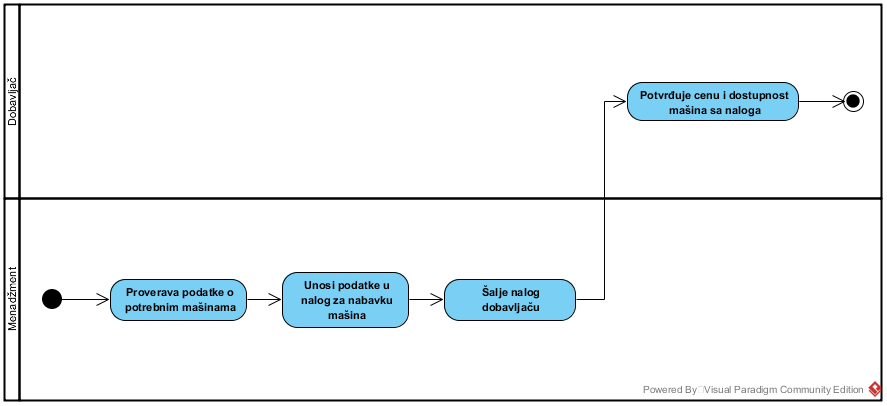 Dobavljač
Potvrđuje cenu i dostupnost
mašina sa naloga
Menadžment
Proverava podatke o
potrebnim mašinama
Unosi podatke u
nalog za nabavku
mašina
Šalje nalog
dobavljaču
Powered By Visual Paradigm Community Edition